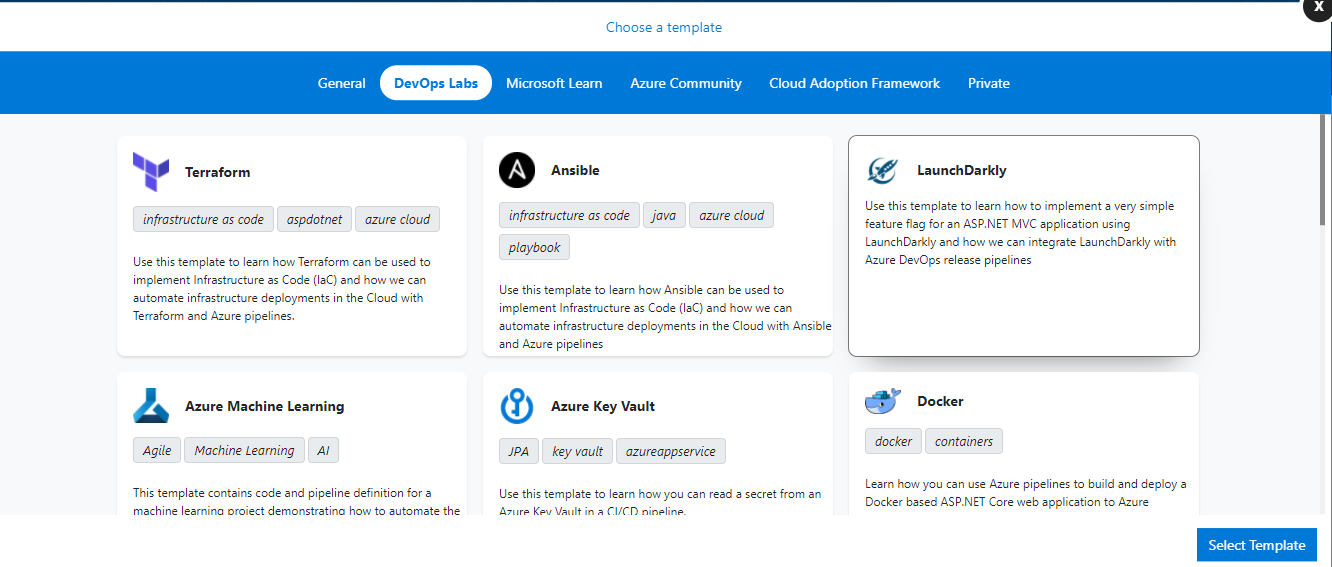 X
Choose a template
General DevOps Labs Microsoft Learn Azure Community Cloud Adoption Framework Private
Terraform
infrastructure as code aspdotnet azure cloud
Use this template to learn how Terraform can be used to
implement Infrastructure as Code (IaC) and how we can
automate infrastructure deployments in the Cloud with
Terraform and Azure pipelines.
Ansible
infrastructure as code java azure cloud
playbook
Use this template to learn how Ansible can be used to
implement Infrastructure as Code (IaC) and how we can
automate infrastructure deployments in the Cloud with Ansible
and Azure pipelines
LaunchDarkly
Use this template to learn how to implement a very simple
feature flag for an ASP.NET MVC application using
LaunchDarkly and how we can integrate LaunchDarkly with
Azure DevOps release pipelines
Azure Machine Learning
Agile Machine Learning AI
This template contains code and pipeline definition for a
machine learning project demonstrating how to automate the
Azure Key Vault
JPA key vault azureappservice
Use this template to learn how you can read a secret from an
Azure Key Vault in a CI/CD pipeline.
Docker
docker containers
Learn how you can use Azure pipelines to build and deploy a
Docker based ASP.NET Core web application to Azure
Select Template